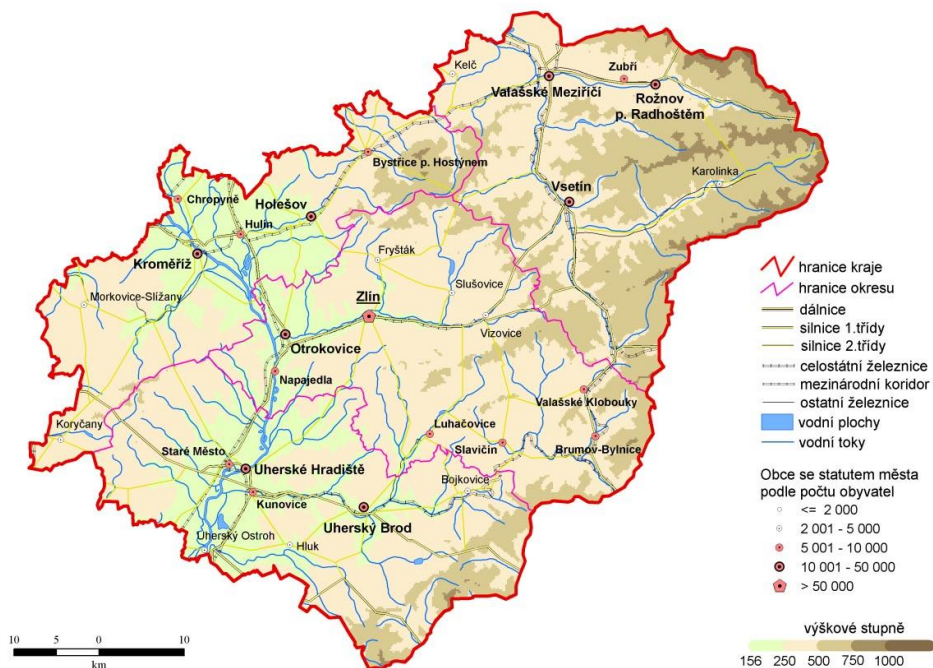 Kelč
Zubří
Valašské Meziříčí
Rožnov
p. Radhoštěm
Bystřice p. Hostýnem
Karolinka
Vsetín
Chropyně
Holešov
Hulín
Kroměříž
Fryšták
Morkovice-Slížany
Zlín
Slušovice
Vizovice
Otrokovice
Napajedla
Valašské Klobouky
Koryčany
Luhačovice
Staré Město
Slavičín
Brumov-Bylnice
Uherské Hradiště
Bojkovice
Kunovice
Uherský Brod
Uherský Ostroh
Hluk
hranice kraje
hranice okresu
dálnice
silnice 1.třídy
silnice 2.třídy
celostátní železnice
mezinárodní koridor
ostatní železnice
vodní plochy
vodní toky
Obce se statutem města
podle počtu obyvatel
<= 2 000
2 001 - 5 000
5 001 - 10 000
10 001 - 50 000
> 50 000
výškové stupně
156 250 500 750 1000
10 5 0 10
km